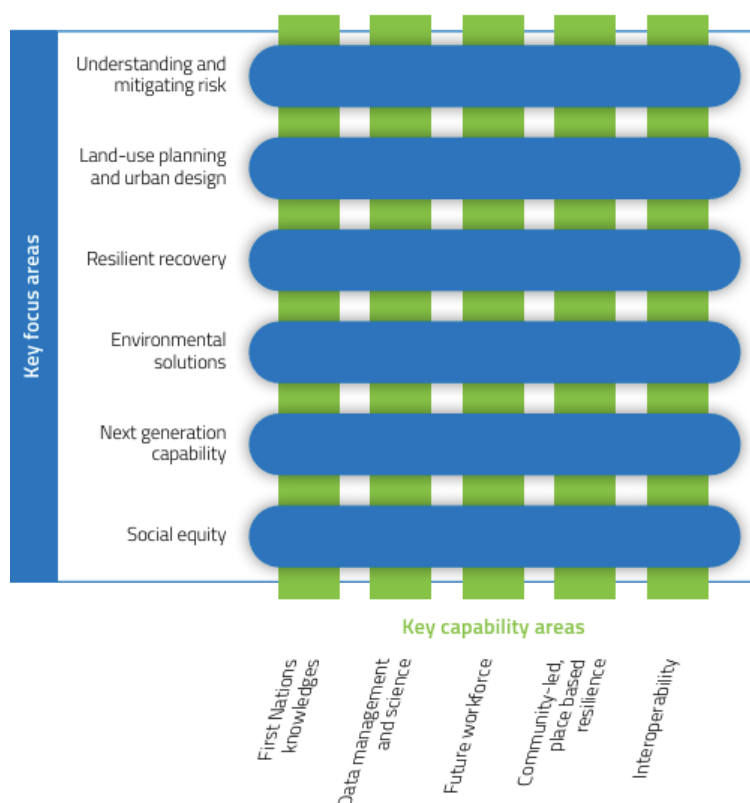 Key focus areas
Understanding and
mitigating risk
Land-use planning
and urban design
Resilient recovery
Environmental
solutions
Next generation
capability
Social equity
Key capability areas
First Nations
knowledges
Data management
and science
Future workforce
Community-led,
place based
resilience
Interoperability